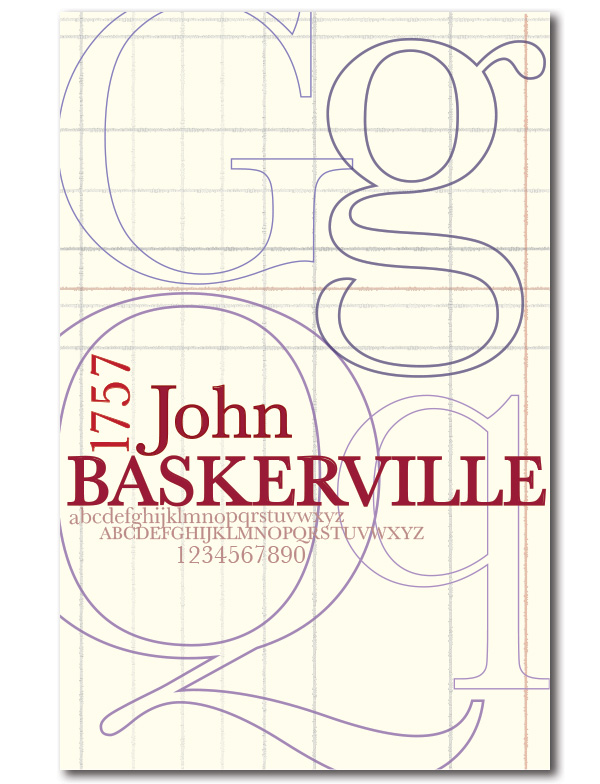 G g
1757
John
BASKERVILLE
abcdefghijklmnopqrstuvwxyz
ABCDEFGHIJKLMNOPQRSTUVWXYZ
1234567890
Q q